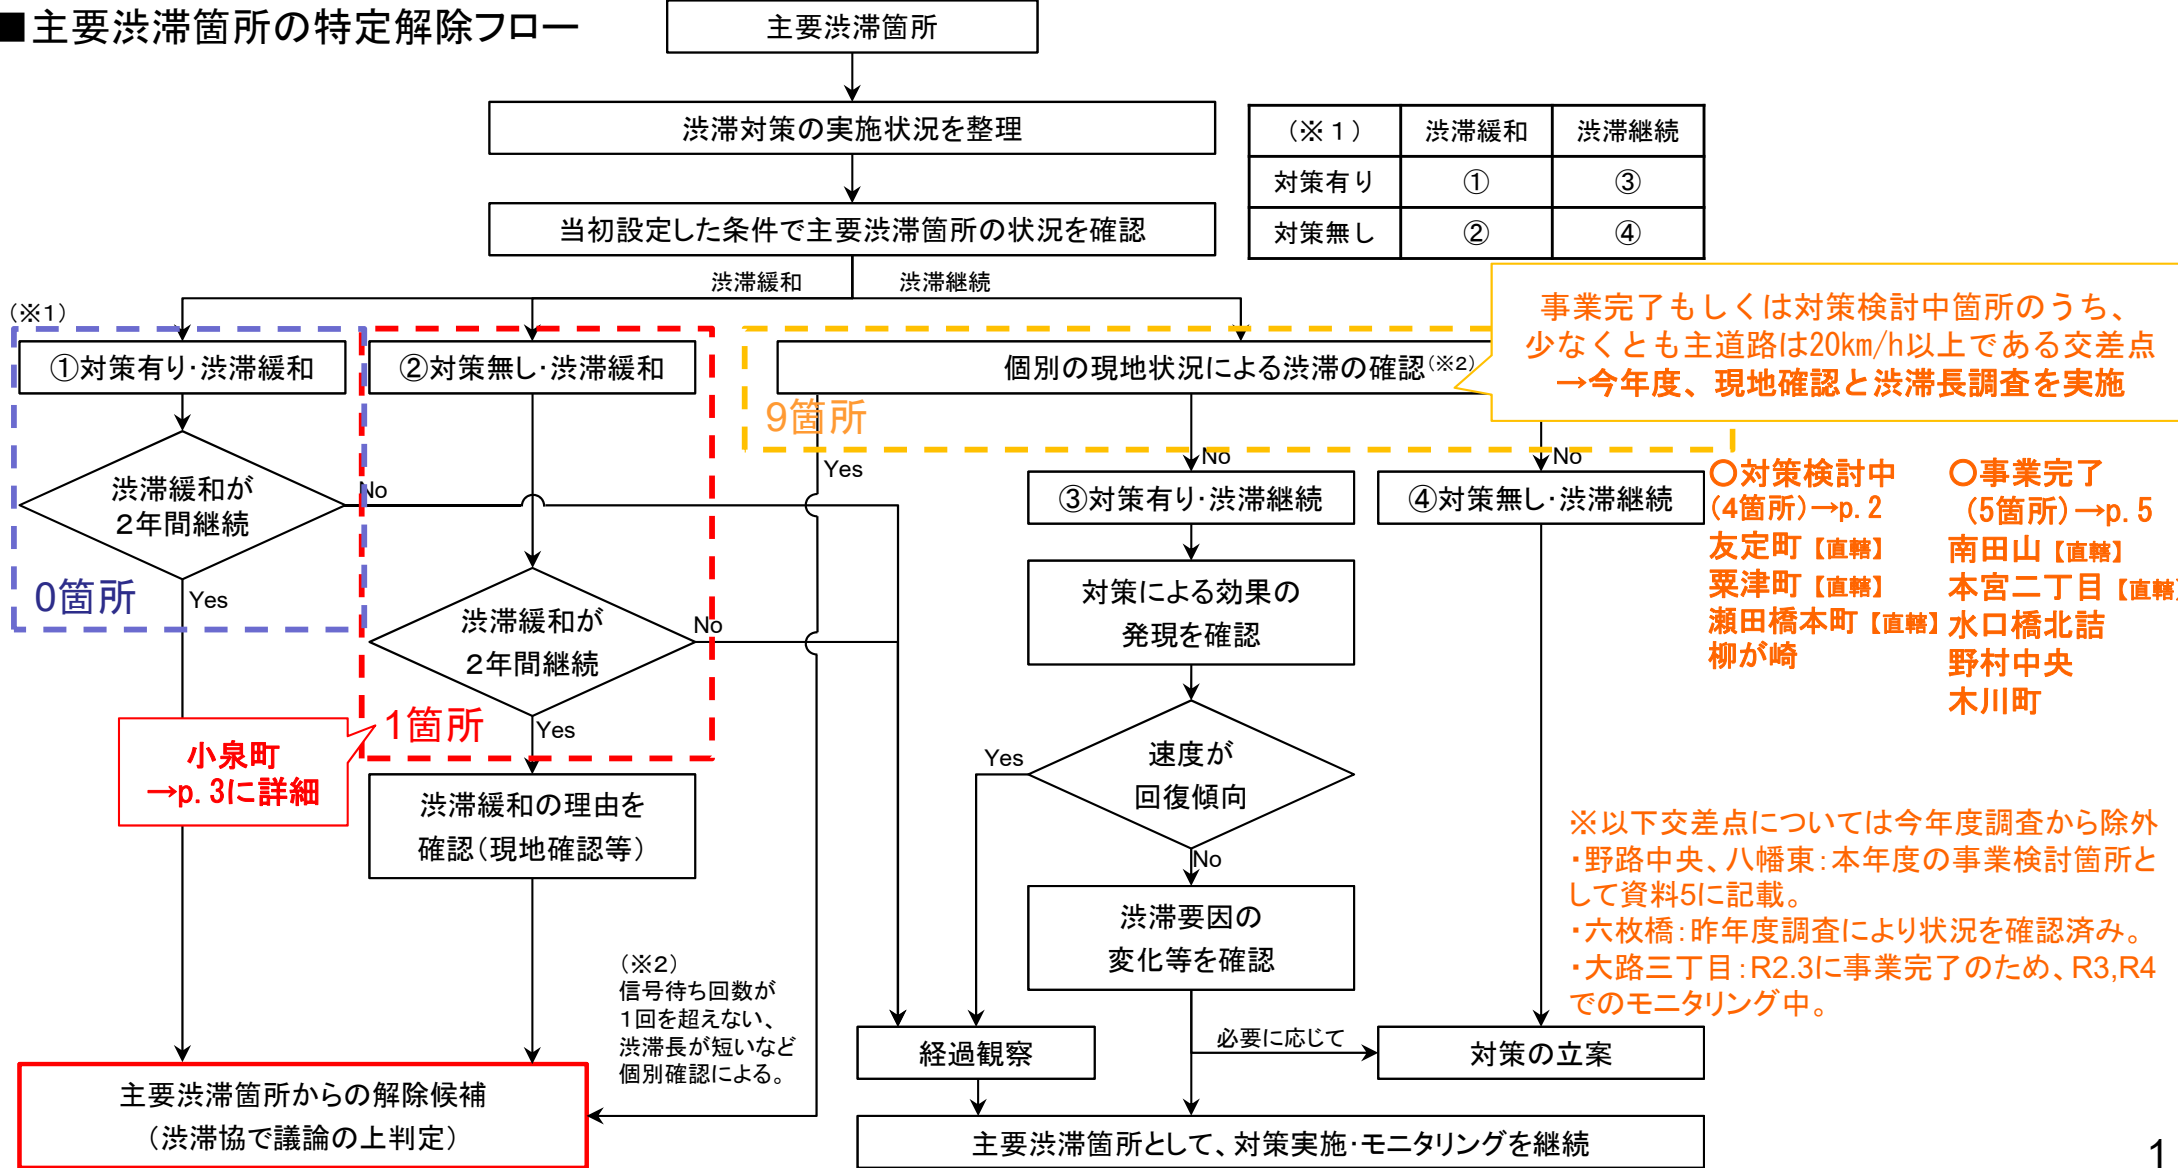 ■主要渋滞箇所の特定解除フロー
主要渋滞箇所
渋滞対策の実施状況を整理
当初設定した条件で主要渋滞箇所の状況を確認
(※１) 渋滞緩和 渋滞継続
対策有り ① ③
対策無し ② ④
渋滞緩和 渋滞継続
(※1)
①対策有り･渋滞緩和
②対策無し･渋滞緩和
個別の現地状況による渋滞の確認(※2)
事業完了もしくは対策検討中箇所のうち、
少なくとも主道路は20km/h以上である交差点
→今年度、現地確認と渋滞長調査を実施
9箇所
渋滞緩和が
２年間継続
No
Yes
0箇所
渋滞緩和が
２年間継続
No
Yes
1箇所
小泉町
→p.3に詳細
渋滞緩和の理由を
確認(現地確認等)
Yes
No
No
③対策有り･渋滞継続
④対策無し･渋滞継続
対策による効果の
発現を確認
速度が
回復傾向
Yes
No
渋滞要因の
変化等を確認
必要に応じて
経過観察
対策の立案
〇対策検討中
(4箇所)→p.2
友定町【直轄】
粟津町【直轄】
瀬田橋本町【直轄】
柳が崎
〇事業完了
(5箇所)→p.5
南田山【直轄】
本宮二丁目【直轄】
水口橋北詰
野村中央
木川町
※以下交差点については今年度調査から除外
･野路中央、八幡東：本年度の事業検討箇所と
して資料5に記載。
･六枚橋：昨年度調査により状況を確認済み。
･大路三丁目：R2.3に事業完了のため、R3,R4
でのモニタリング中。
(※2)
信号待ち回数が
１回を超えない、
渋滞長が短いなど
個別確認による。
主要渋滞箇所からの解除候補
(渋滞協で議論の上判定)
主要渋滞箇所として、対策実施･モニタリングを継続
1